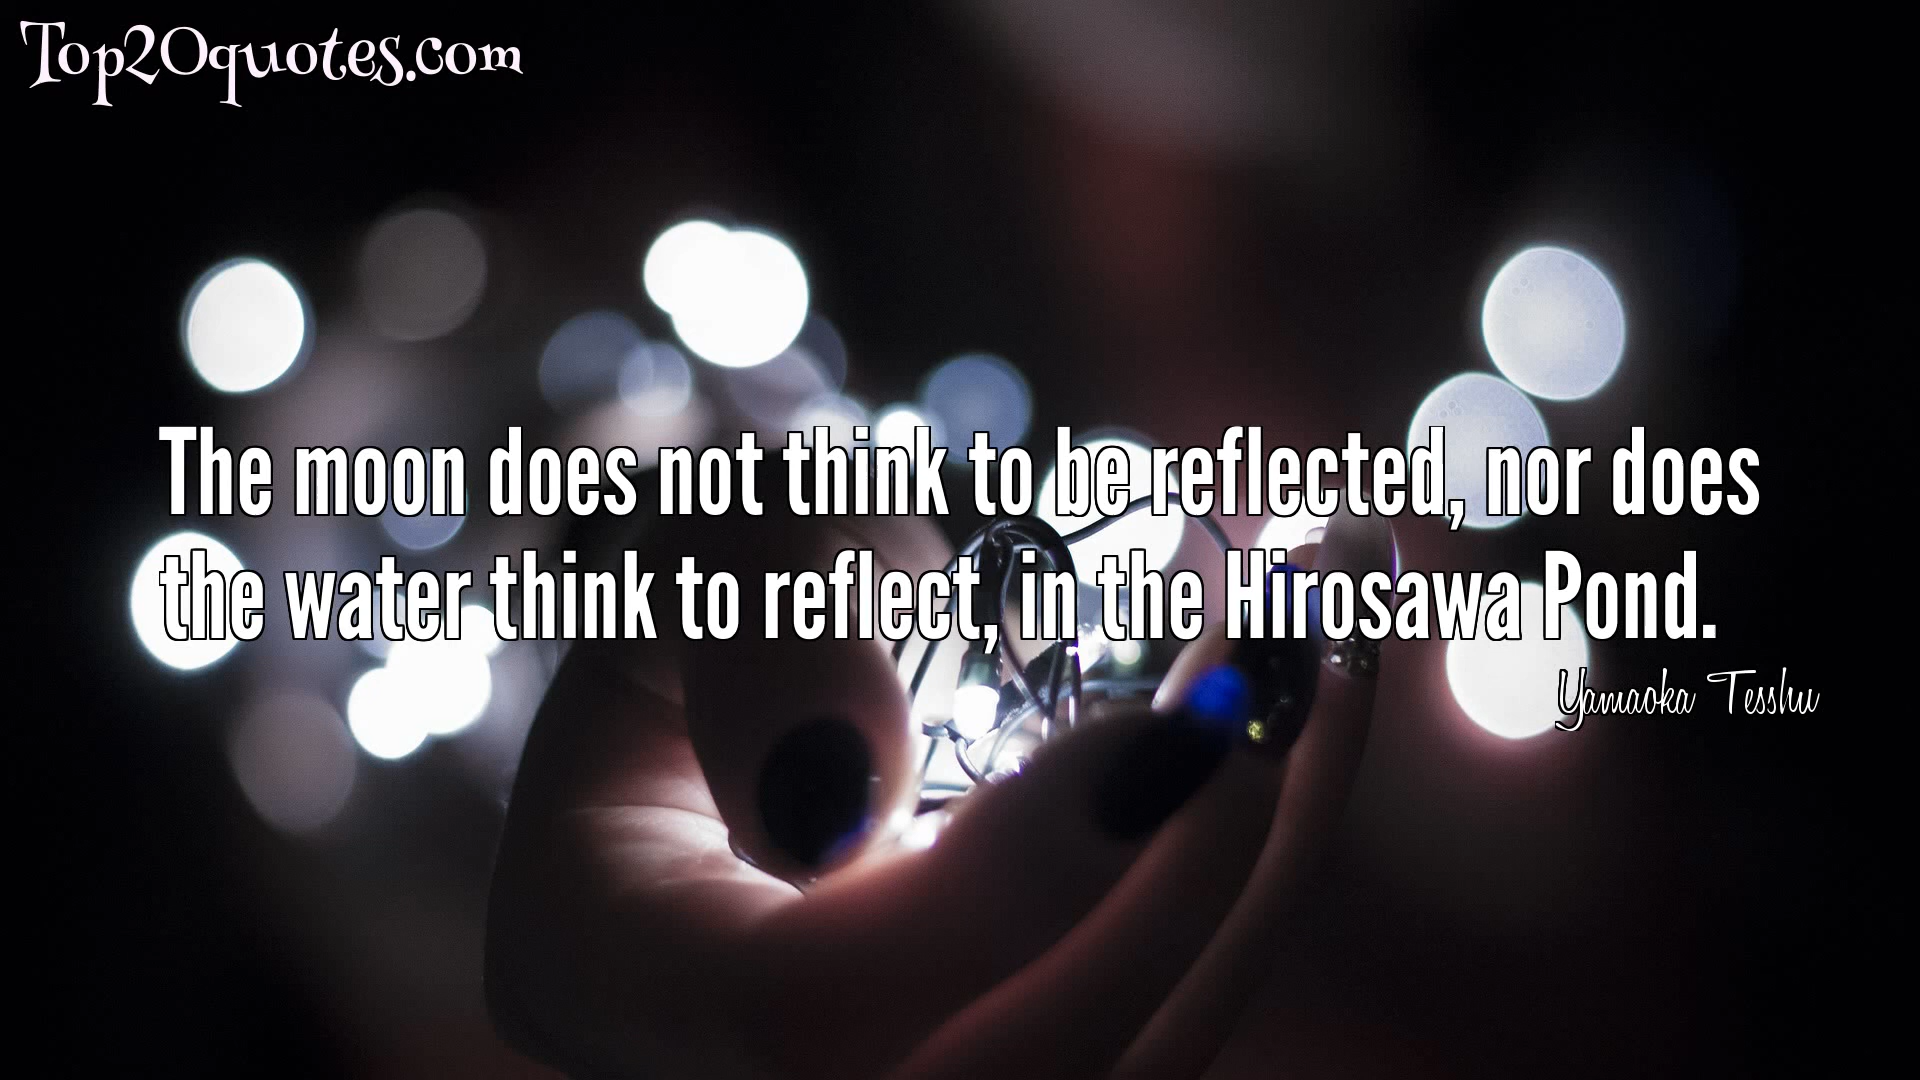 Top20quotes.com
The moon does not think to be reflected, nor does
the water think to reflect, in the Hirosawa Pond.
Yamaoka Tesshu